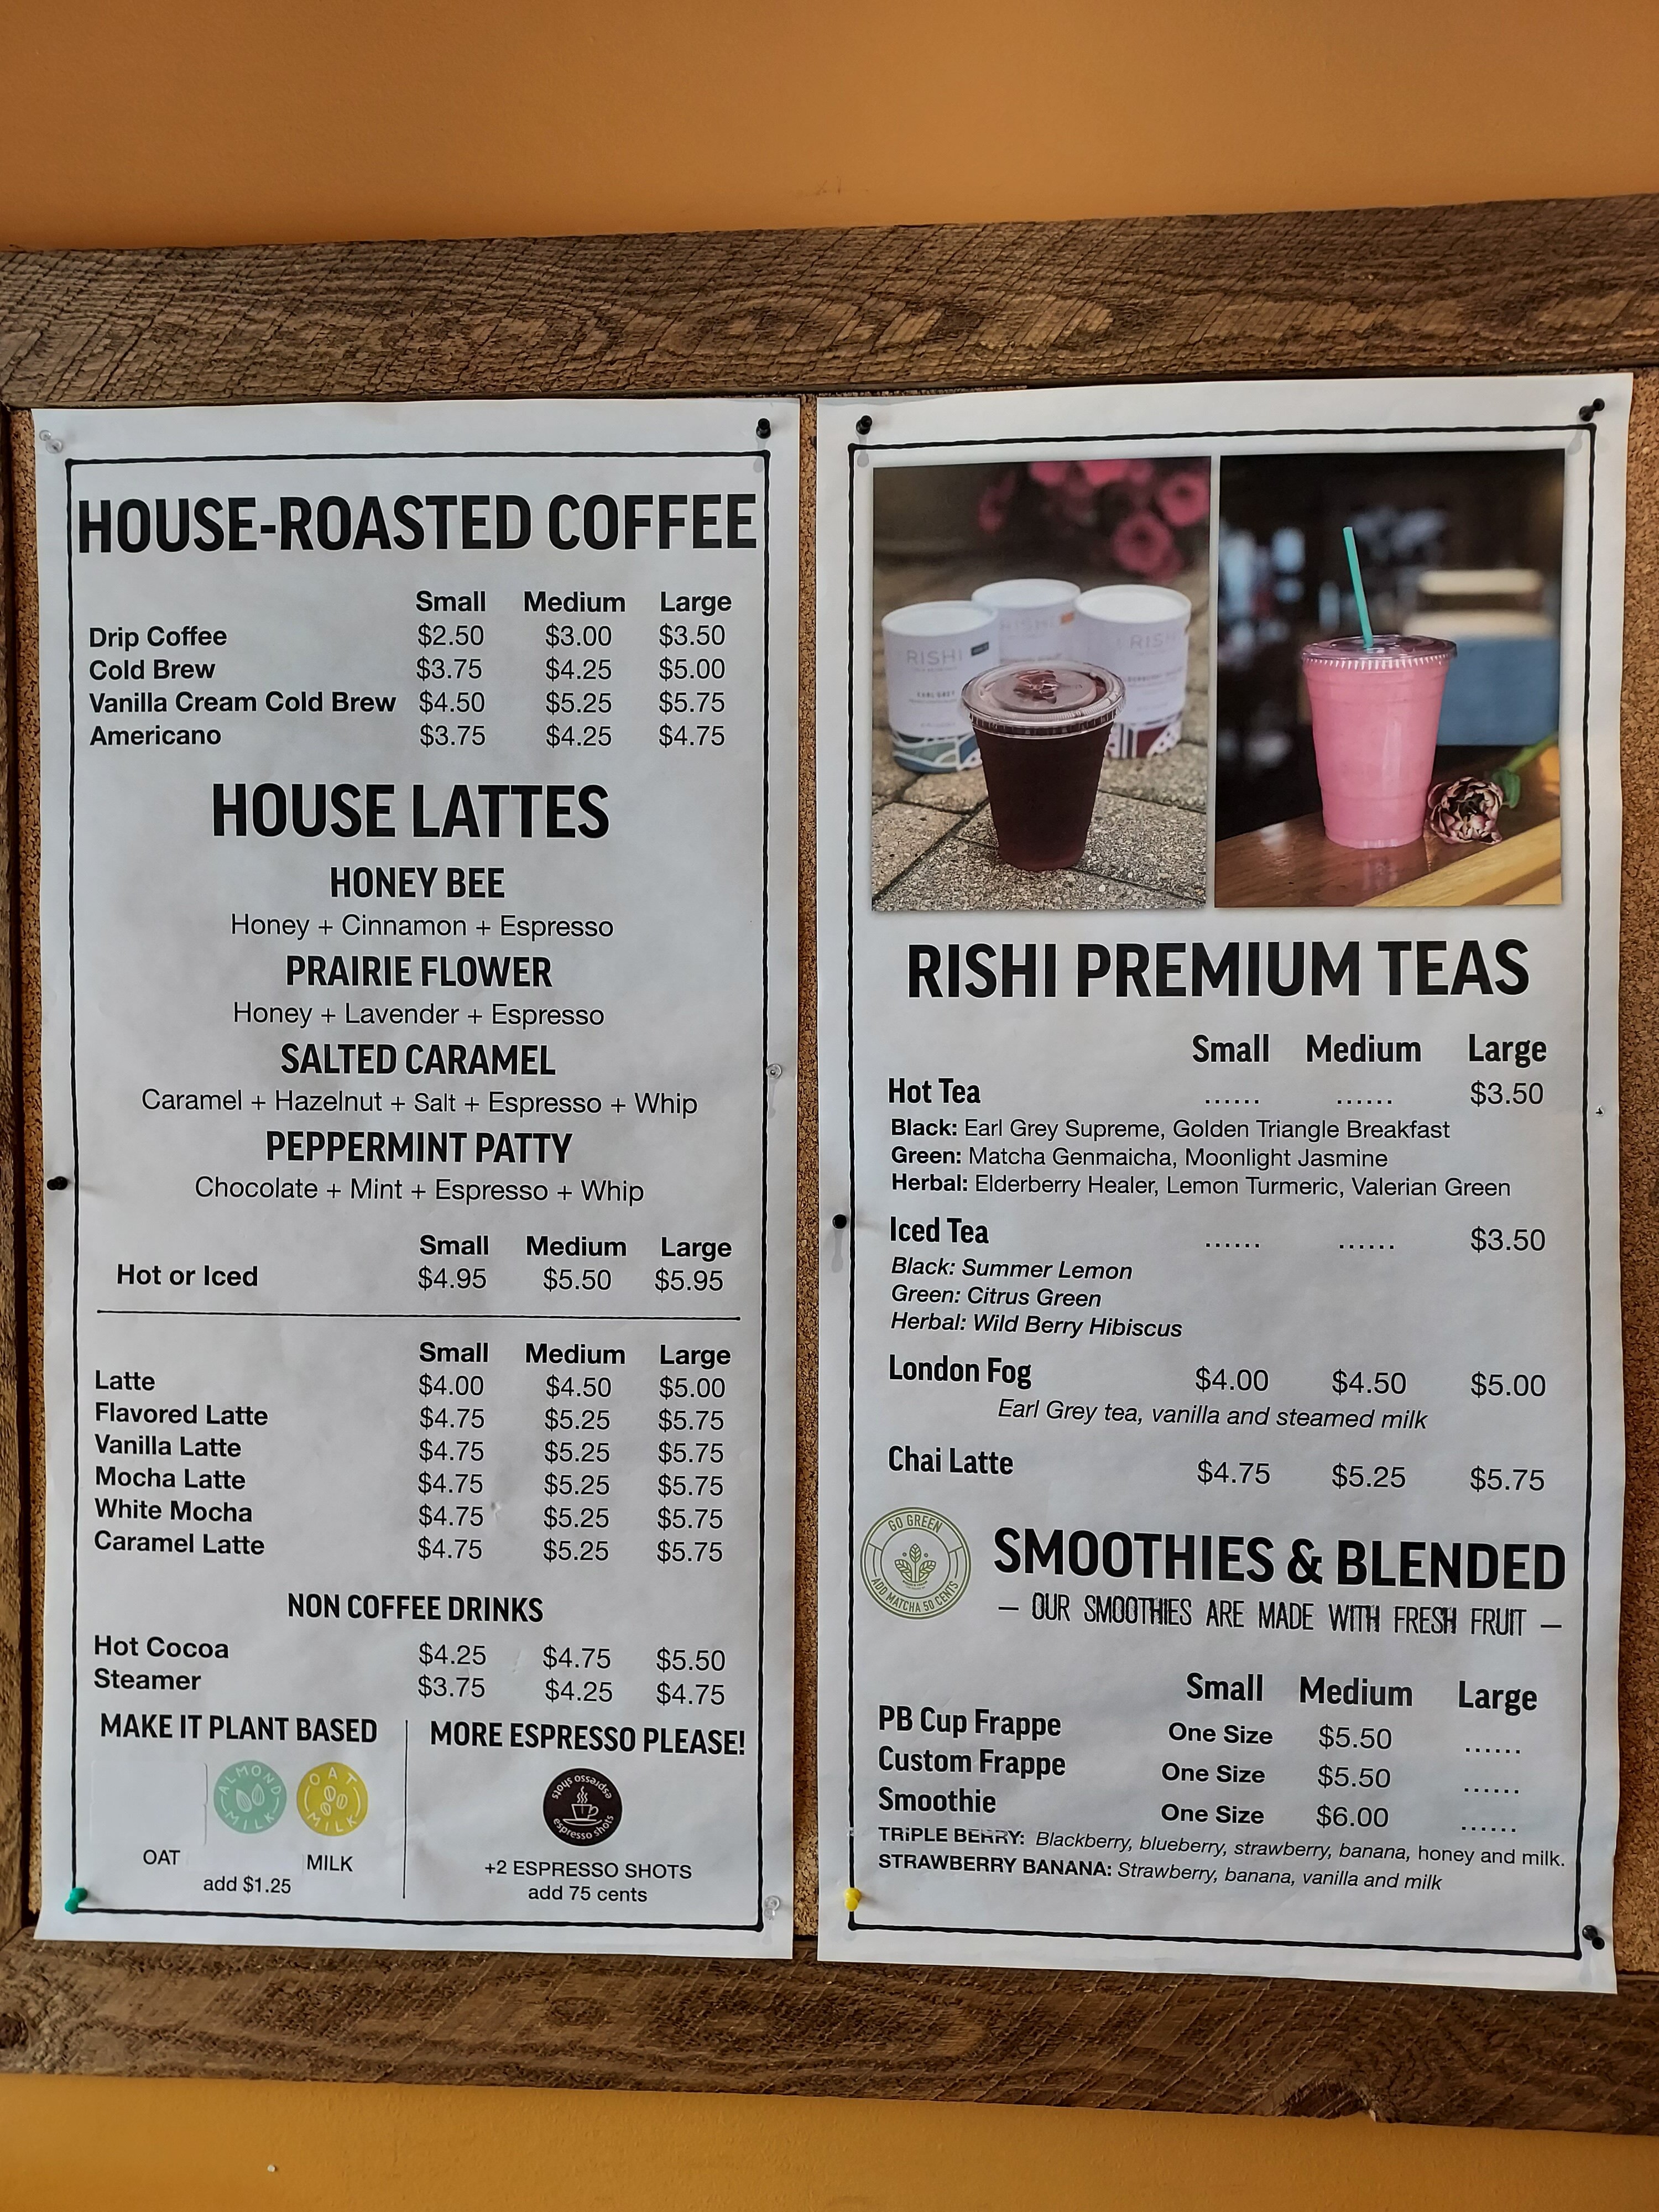 HOUSE-ROASTED COFFEE
Small Medium Large
Drip Coffee $2.50 $3.00 $3.50
Cold Brew $3.75 $4.25 $5.00
Vanilla Cream Cold Brew $4.50 $5.25 $5.75
Americano $3.75 $4.25 $4.75
HOUSE LATTES
HONEY BEE
Honey + Cinnamon + Espresso
PRAIRIE FLOWER
Honey + Lavender + Espresso
SALTED CARAMEL
Caramel + Hazelnut + Salt + Espresso + Whip
PEPPERMINT PATTY
Chocolate + Mint + Espresso + Whip
Small Medium Large
Hot or Iced $4.95 $5.50 $5.95
Small Medium Large
Latte $4.00 $4.50 $5.00
Flavored Latte $4.75 $5.25 $5.75
Vanilla Latte $4.75 $5.25 $5.75
Mocha Latte $4.75 $5.25 $5.75
White Mocha $4.75 $5.25 $5.75
Caramel Latte $4.75 $5.25 $5.75
NON COFFEE DRINKS
Hot Cocoa $4.25 $4.75 $5.50
Steamer $3.75 $4.25 $4.75
MAKE IT PLANT BASED
ALMOND MILK
OAT MILK
OAT MILK
add $1.25
MORE ESPRESSO PLEASE!
espresso shots
espresso shots
+2 ESPRESSO SHOTS
add 75 cents
RISHI
EARL GREY
RISHI
RISHI
RISHI PREMIUM TEAS
Small Medium Large
Hot Tea ...... ...... $3.50
Black: Earl Grey Supreme, Golden Triangle Breakfast
Green: Matcha Genmaicha, Moonlight Jasmine
Herbal: Elderberry Healer, Lemon Turmeric, Valerian Green
Iced Tea ...... ...... $3.50
Black: Summer Lemon
Green: Citrus Green
Herbal: Wild Berry Hibiscus
London Fog $4.00 $4.50 $5.00
Earl Grey tea, vanilla and steamed milk
Chai Latte $4.75 $5.25 $5.75
GO GREEN
ADD MATCHA 50 CENTS
SMOOTHIES & BLENDED
— OUR SMOOTHIES ARE MADE WITH FRESH FRUIT —
Small Medium Large
PB Cup Frappe One Size $5.50 ......
Custom Frappe One Size $5.50 ......
Smoothie One Size $6.00 ......
TRiPLE BERRY: Blackberry, blueberry, strawberry, banana, honey and milk.
STRAWBERRY BANANA: Strawberry, banana, vanilla and milk